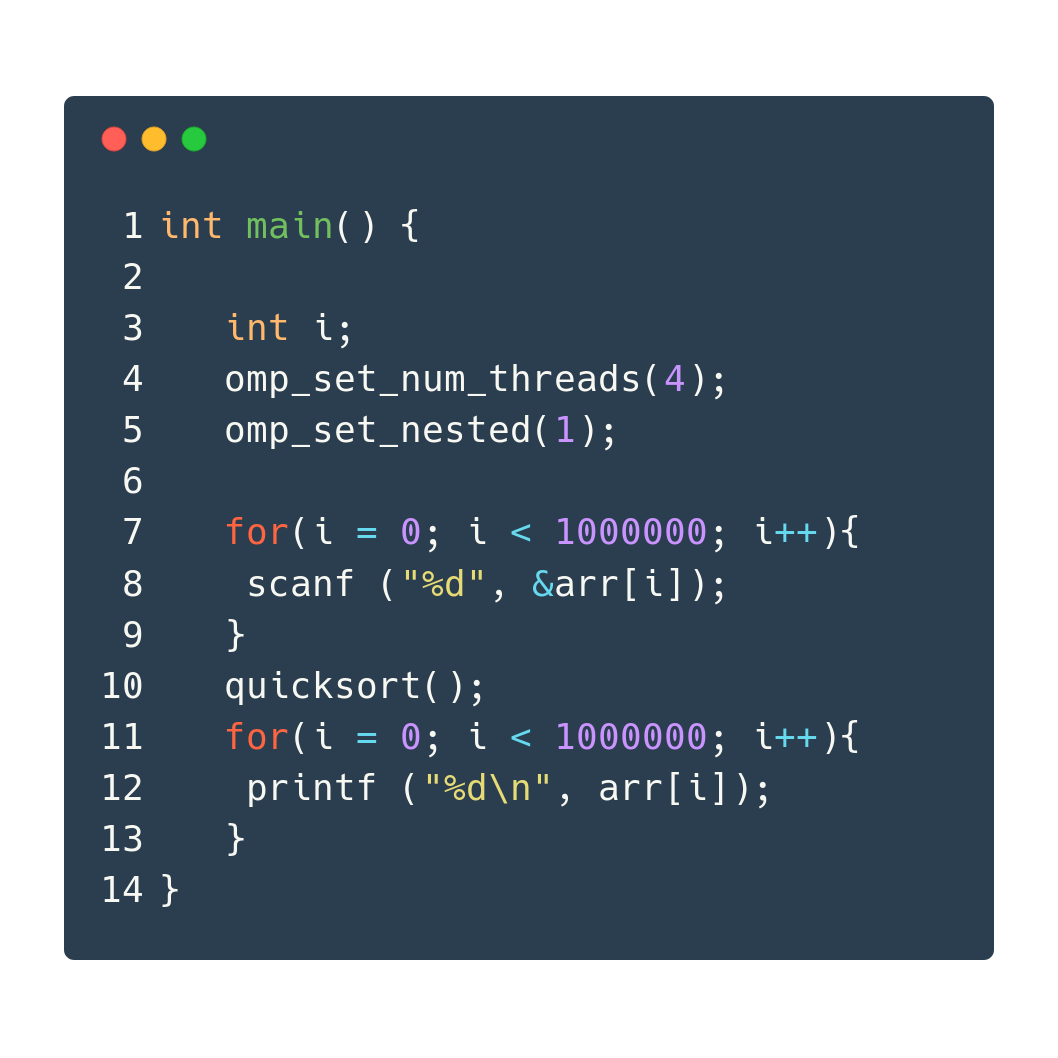 1 int main() {
2
3    int i;
4    omp_set_num_threads(4);
5    omp_set_nested(1);
6
7    for(i = 0; i < 1000000; i++){
8     scanf ("%d", &arr[i]);
9    }
10    quicksort();
11    for(i = 0; i < 1000000; i++){
12     printf ("%d\n", arr[i]);
13    }
14 }